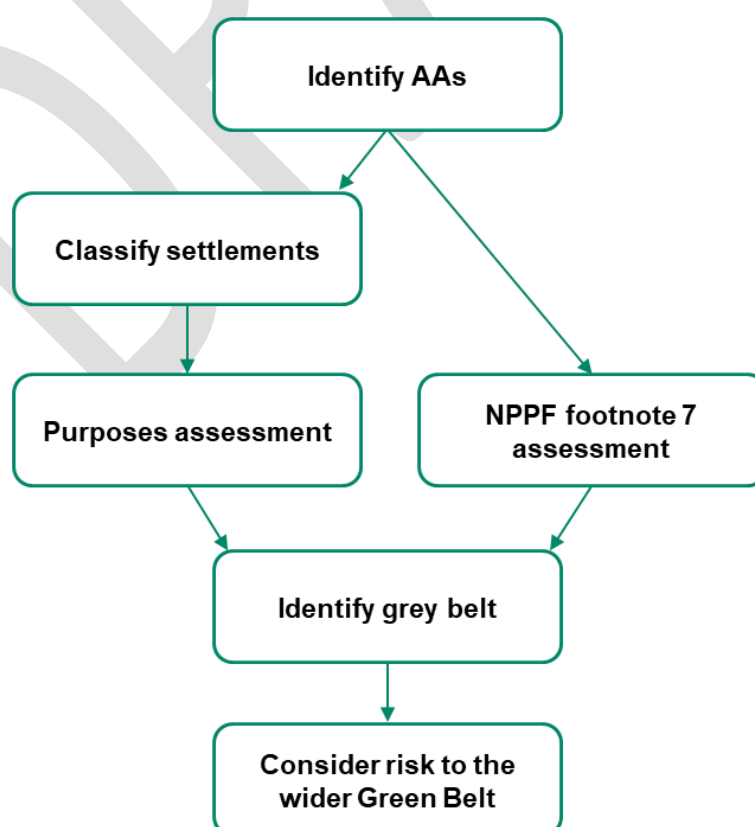 Identify AAs
Classify settlements
Purposes assessment
NPPF footnote 7
assessment
Identify grey belt
Consider risk to the
wider Green Belt